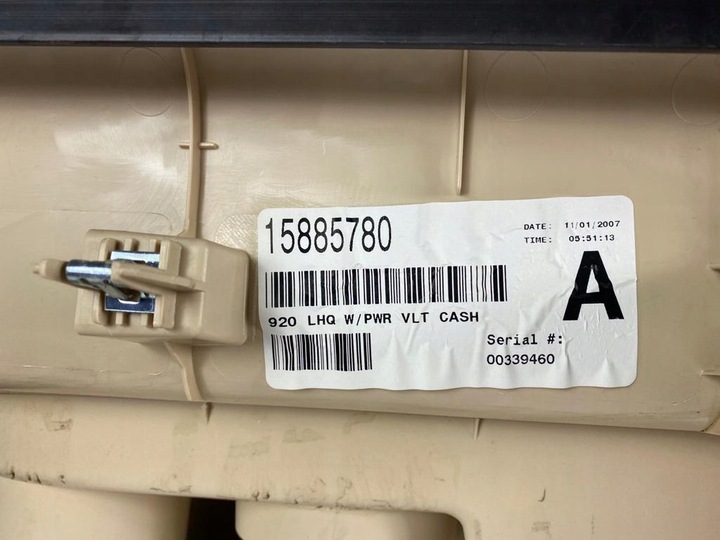 15885780
DATE: 11/01/2007
TIME: 05:51:13
A
920 LHQ W/PWR VLT CASH
Serial #:
00339460